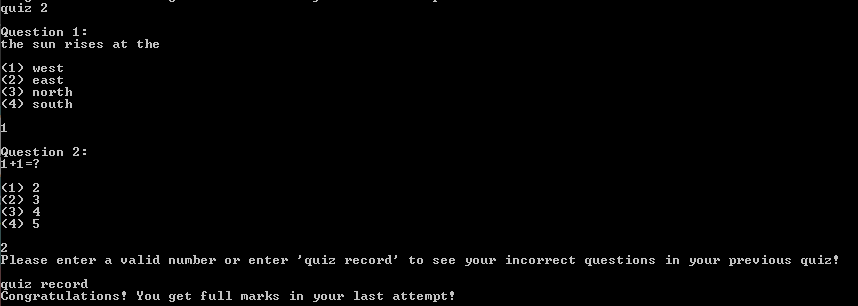 quiz 2
Question 1:
the sun rises at the
(1) west
(2) east
(3) north
(4) south
1
Question 2:
1+1=?
(1) 2
(2) 3
(3) 4
(4) 5
2
Please enter a valid number or enter 'quiz record' to see your incorrect questions in your previous quiz!
quiz record
Congratulations! You get full marks in your last attempt!